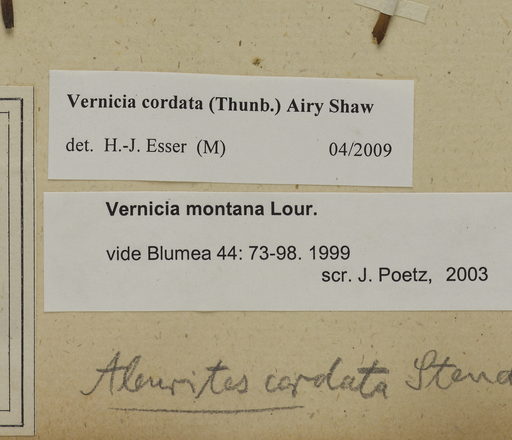 Vernicia cordata (Thunb.) Airy Shaw
det. H.-J. Esser (M) 04/2009
Vernicia montana Lour.
vide Blumea 44: 73-98. 1999
scr. J. Poetz, 2003
Aleurites cordata